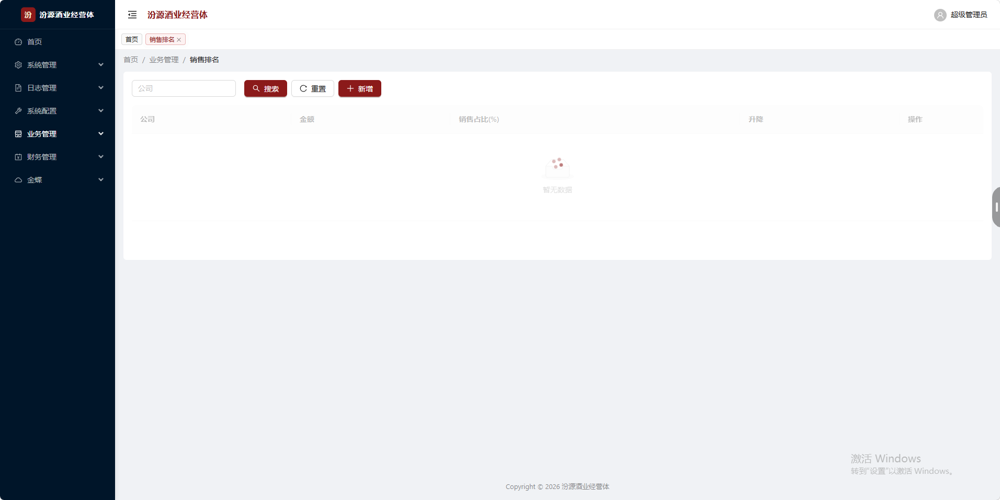 汾 汾源酒业经营体
首页
系统管理
日志管理
系统配置
业务管理
财务管理
金蝶
汾源酒业经营体
超级管理员
首页 销售排名
首页 / 业务管理 / 销售排名
公司 搜索 重置 新增
公司 金额 销售占比(%) 升降 操作
暂无数据
激活 Windows
转到“设置”以激活 Windows。
Copyright © 2026 汾源酒业经营体